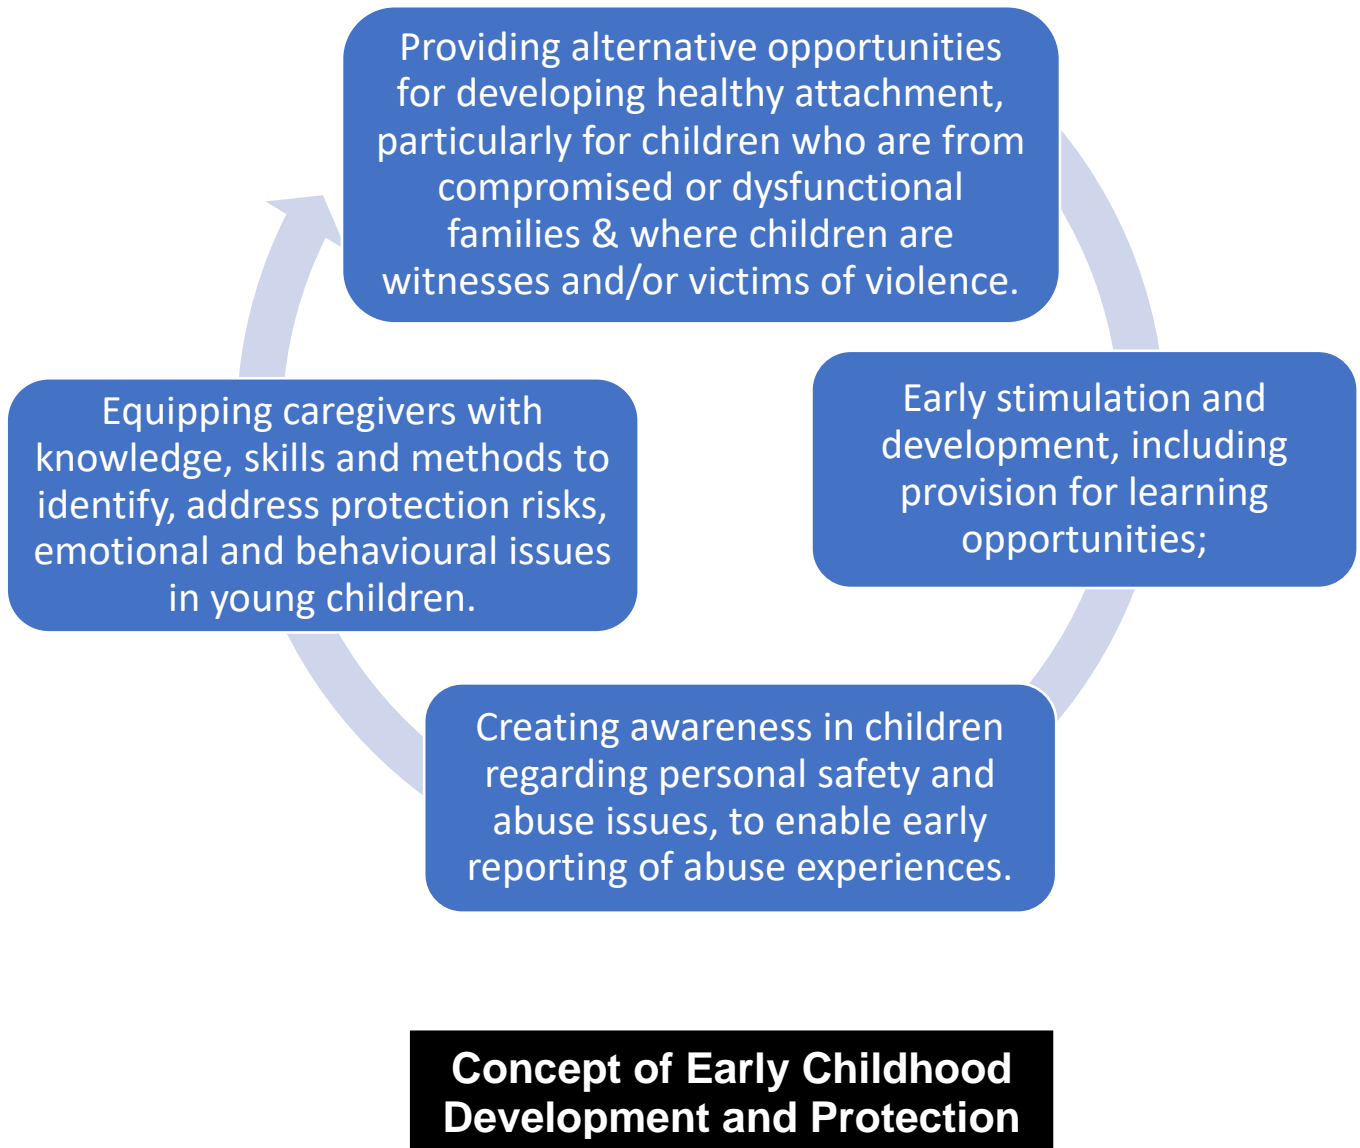 Providing alternative opportunities
for developing healthy attachment,
particularly for children who are from
compromised or dysfunctional
families & where children are
witnesses and/or victims of violence.
Early stimulation and
development, including
provision for learning
opportunities;
Creating awareness in children
regarding personal safety and
abuse issues, to enable early
reporting of abuse experiences.
Equipping caregivers with
knowledge, skills and methods to
identify, address protection risks,
emotional and behavioural issues
in young children.
Concept of Early Childhood
Development and Protection